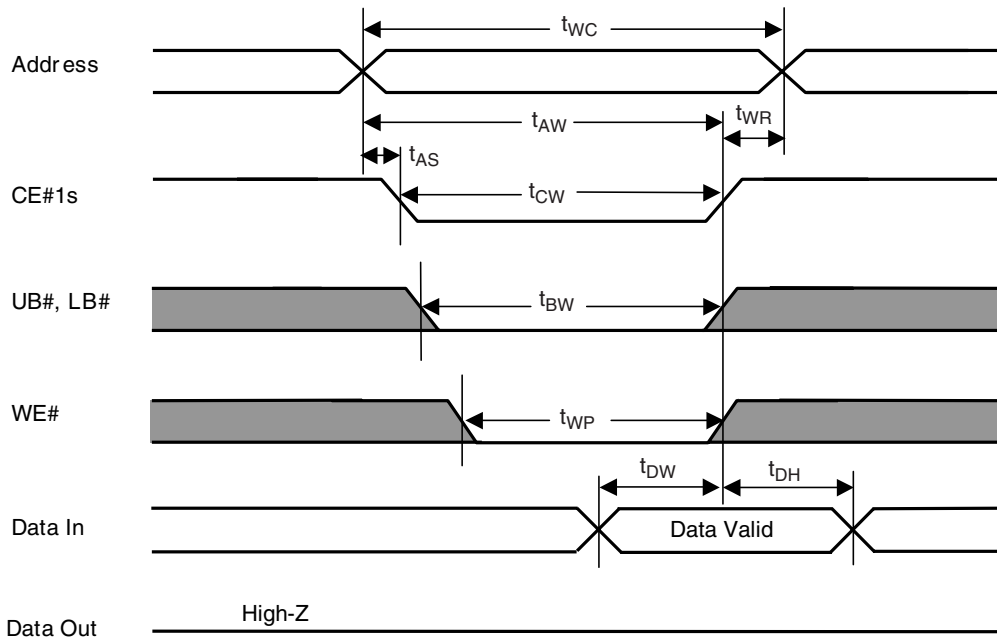 tWC
Address
tAW
tWR
tAS
CE#1s
tCW
UB#, LB#
tBW
WE#
tWP
tDW
tDH
Data In
Data Valid
High-Z
Data Out